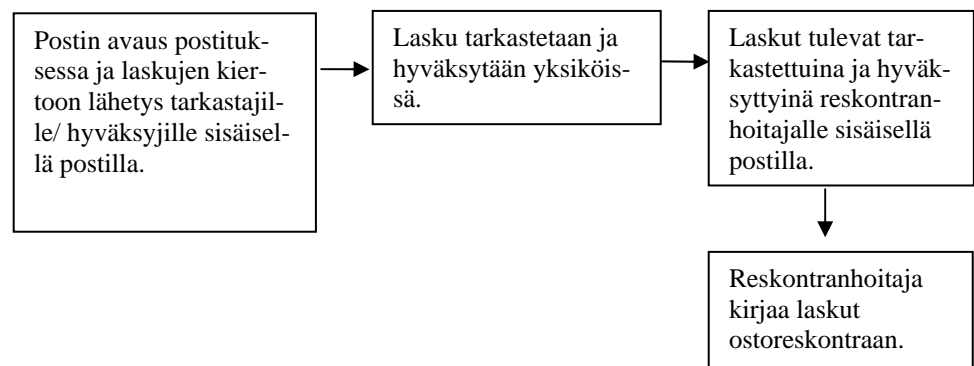 Postin avaus postituk-
sessa ja laskujen kier-
toon lähetys tarkastajil-
le/ hyväksyjille sisäisel-
lä postilla.
Lasku tarkastetaan ja
hyväksytään yksiköis-
sä.
Laskut tulevat tar-
kastettuina ja hyväk-
syttyinä reskontran-
hoitajalle sisäisellä
postilla.
Reskontranhoitaja
kirjaa laskut
ostoreskontraan.